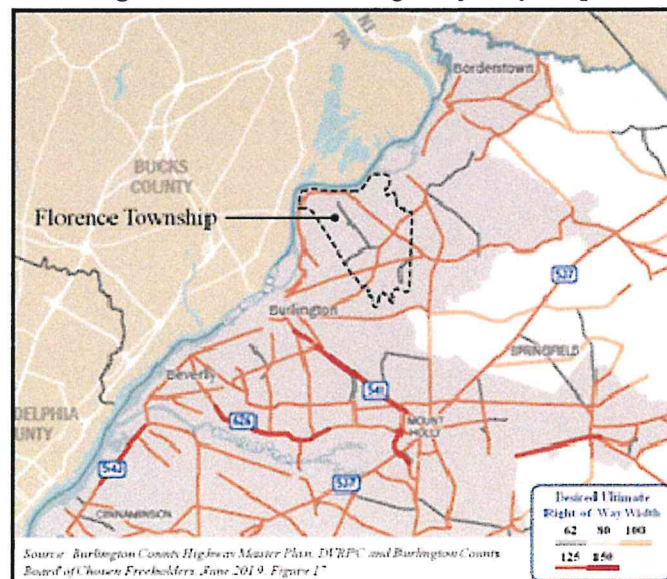 NJ
PA
Bordentown
BUCKS
COUNTY
Florence Township
537
Burlington
SPRINGFIELD
Beverly
541
626
MOUNT
HOLLY
DELPHIA
UNTY
543
537
CINNAMINSON
Desired Ultimate
Right of Way Width
62 80 100
125 150
Source: Burlington County Highway Master Plan, DVRPC and Burlington County
Board of Chosen Freeholders, June 2019, Figure 17